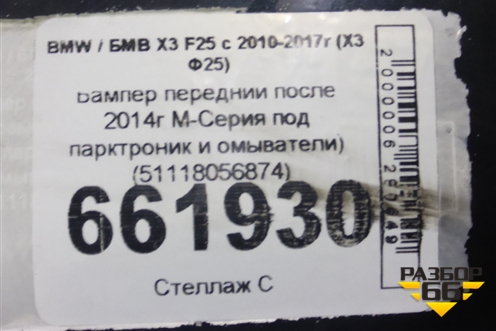 BMW / БМВ X3 F25 с 2010-2017г (Х3
Ф25)
Бампер передний после
2014г М-Серия под
парктроник и омыватели)
(51118056874)
661930
Стеллаж С
РАЗБОР
66